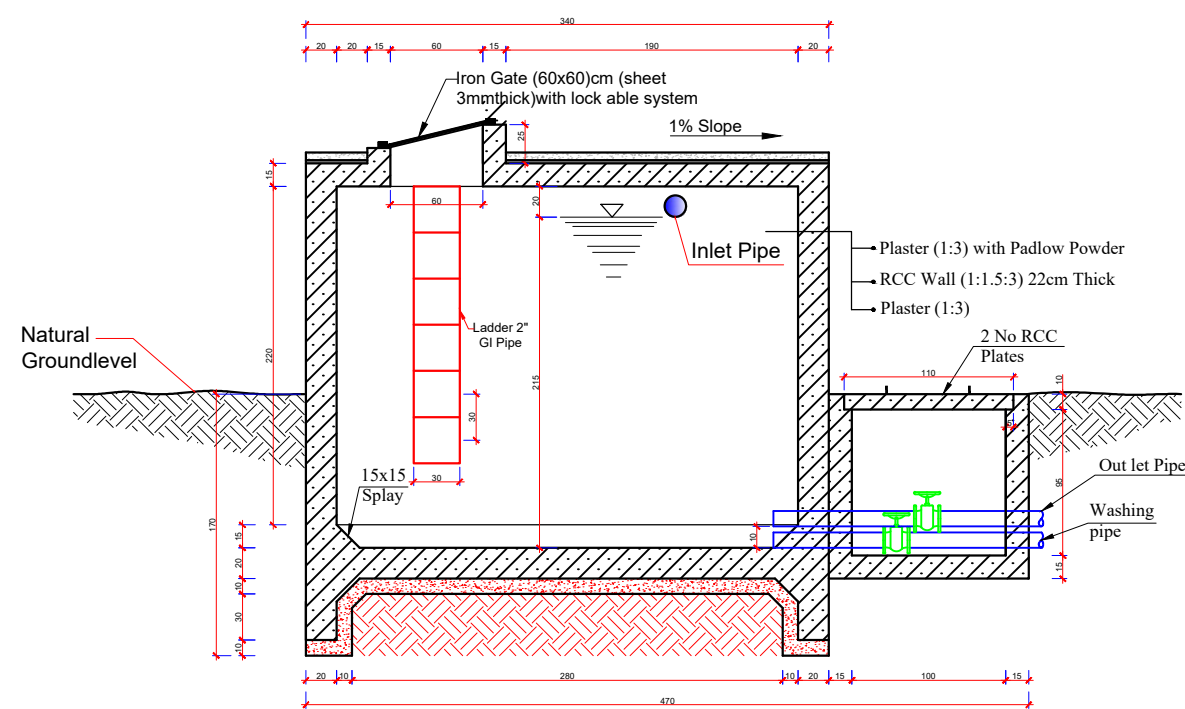 340
20 20 15 60 15 190 20
Iron Gate (60x60)cm (sheet
3mmthick)with lock able system
25
1% Slope
15
60
20
Inlet Pipe
Plaster (1:3) with Padlow Powder
RCC Wall (1:1.5:3) 22cm Thick
Plaster (1:3)
Natural
Groundlevel
Ladder 2"
GI Pipe
2 No RCC
Plates
110
10
220
215
30
30
15x15
Splay
Out let Pipe
95
Washing
pipe
170
15
10
20
10
15
30
10
20 10 280 10 20 15 100 15
470